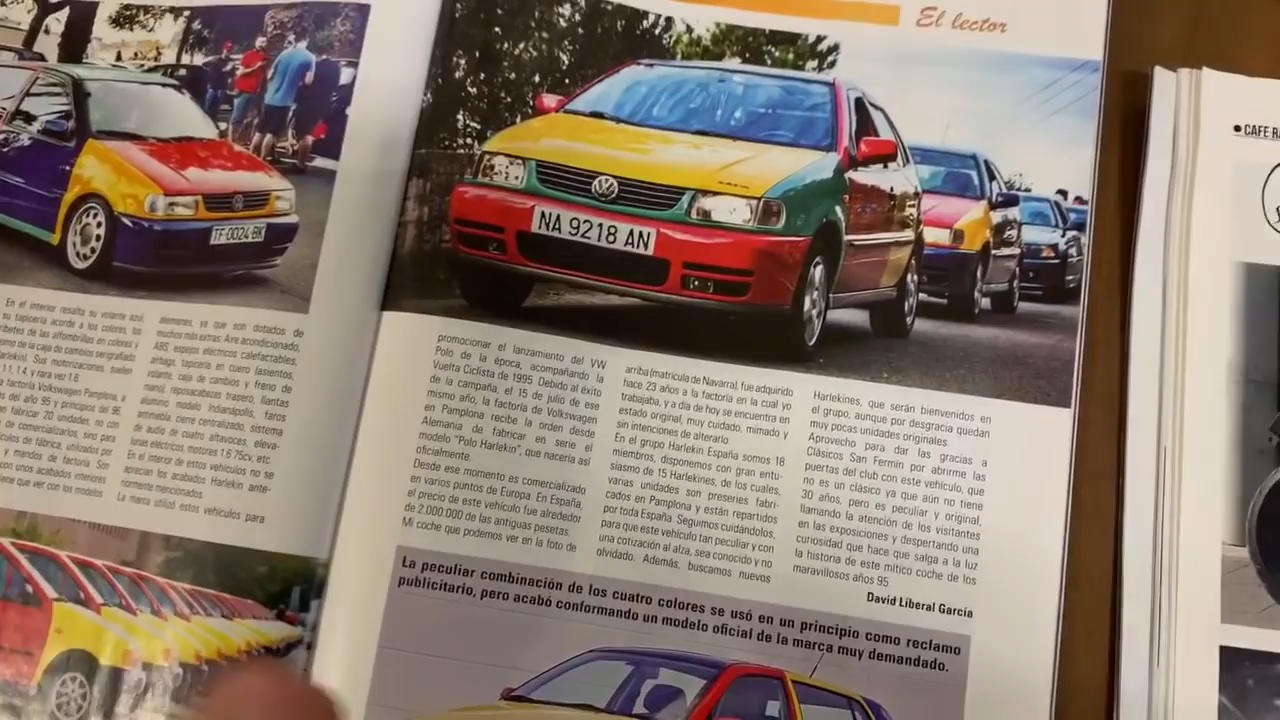 El lector
CAFE
TF-0024-BK
NA 9218 AN
En el interior resalta su volante azul,
su tapicería acorde a los colores, los
de las alfombrillas en colores y
de la caja de cambios serigrafiado
Sus motorizaciones, suelen
1.1, 1.4, y rara vez 1.6.
factoría Volkswagen Pamplona, a
del año 95 y principios del 96,
fabricar 20 unidades, no con
de comercializarlos, sino para
de fábrica, utilizados por
y mandos de factoría. Son
con unos acabados interiores
que ver con los modelos
alemanes, ya que son dotados de
muchos más extras: Aire acondicionado,
ABS, espejos eléctricos calefactables,
airbags, tapicería en cuero (asientos,
volante, caja de cambios y freno de
mano), reposacabezas trasero, llantas
aluminio modelo Indianápolis, faros
antiniebla, cierre centralizado, sistema
de audio de cuatro altavoces, eleva-
lunas eléctricos, motores 1.6 75cv, etc.
En el interior de estos vehículos no se
aprecian los acabados Harlekin ante-
riormente mencionados.
La marca utilizó estos vehículos para
promocionar el lanzamiento del VW
Polo de la época, acompañando la
Vuelta Ciclista de 1995. Debido al éxito
de la campaña, el 15 de julio de ese
mismo año, la factoría de Volkswagen
en Pamplona recibe la orden desde
Alemania de fabricar en serie el
modelo "Polo Harlekin", que nacería así
oficialmente.
Desde ese momento es comercializado
en varios puntos de Europa. En España,
el precio de este vehículo fue alrededor
de 2.000.000 de las antiguas pesetas.
Mi coche que podemos ver en la foto de
arriba (matrícula de Navarra), fue adquirido
hace 23 años a la factoría en la cual yo
trabajaba, y a día de hoy se encuentra en
estado original, muy cuidado, mimado y
sin intenciones de alterarlo.
En el grupo Harlekin España somos 18
miembros, disponemos con gran entu-
siasmo de 15 Harlekines, de los cuales,
varias unidades son preseries fabri-
cados en Pamplona y están repartidos
por toda España. Seguimos cuidándolos,
para que este vehículo tan peculiar y con
una cotización al alza, sea conocido y no
olvidado. Además, buscamos nuevos
Harlekines, que serán bienvenidos en
el grupo, aunque por desgracia quedan
muy pocas unidades originales.
Aprovecho para dar las gracias a
Clásicos San Fermín por abrirme las
puertas del club con este vehículo, que
no es un clásico ya que aún no tiene
30 años, pero es peculiar y original,
llamando la atención de los visitantes
en las exposiciones y despertando una
curiosidad que hace que salga a la luz
la historia de este mítico coche de los
maravillosos años 95.
David Liberal García
La peculiar combinación de los cuatro colores se usó en un principio como reclamo
publicitario, pero acabó conformando un modelo oficial de la marca muy demandado.